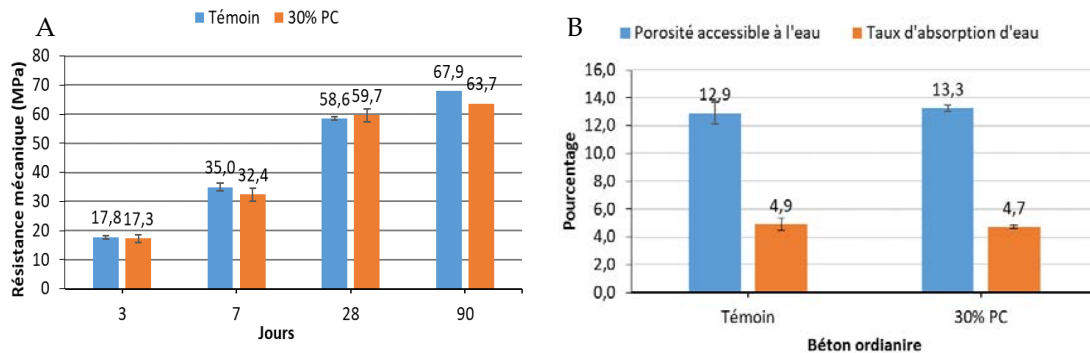 A
Témoin 30% PC
Résistance mécanique (MPa)
80
70
60
50
40
30
20
10
0
17,8 17,3
35,0 32,4
58,6 59,7
67,9 63,7
3 7 28 90
Jours
B
Porosité accessible à l'eau Taux d'absorption d'eau
Pourcentage
16,0
14,0
12,0
10,0
8,0
6,0
4,0
2,0
0,0
12,9 4,9
13,3 4,7
Témoin 30% PC
Béton ordianire